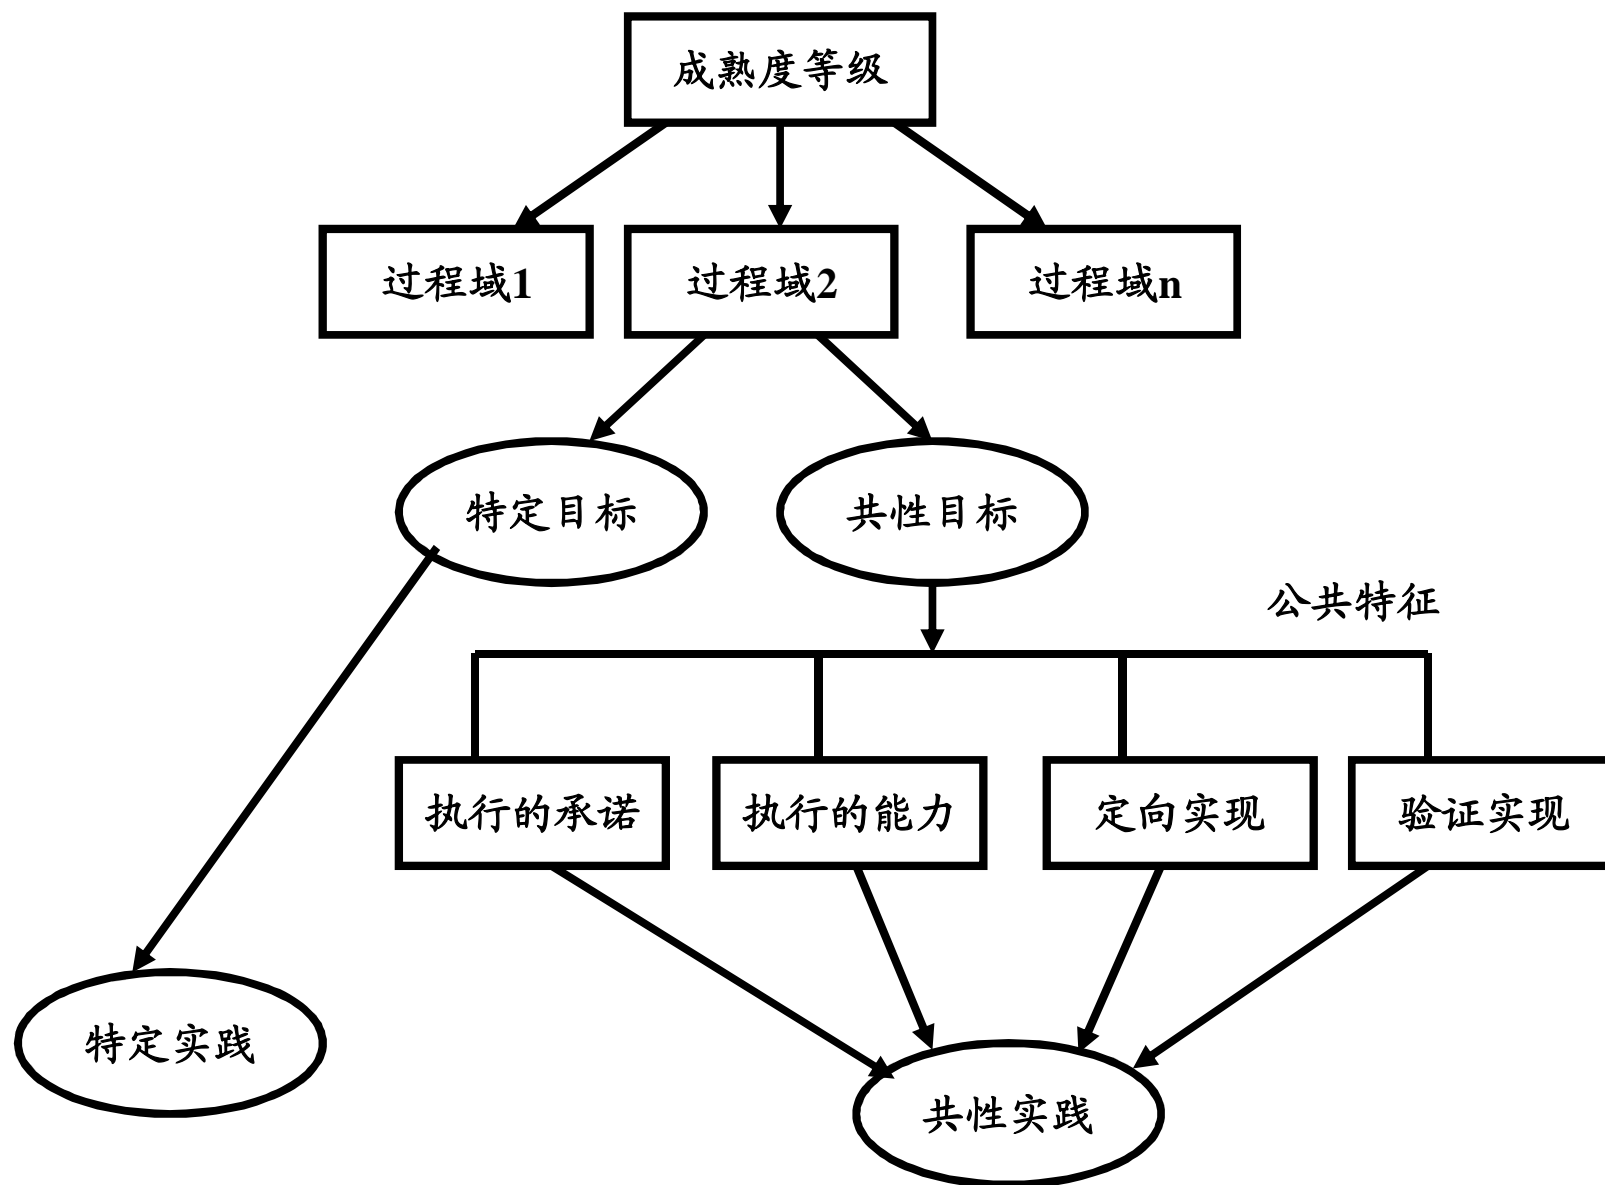 成熟度等级
过程域1
过程域2
过程域n
特定目标
共性目标
公共特征
执行的承诺
执行的能力
定向实现
验证实现
特定实践
共性实践